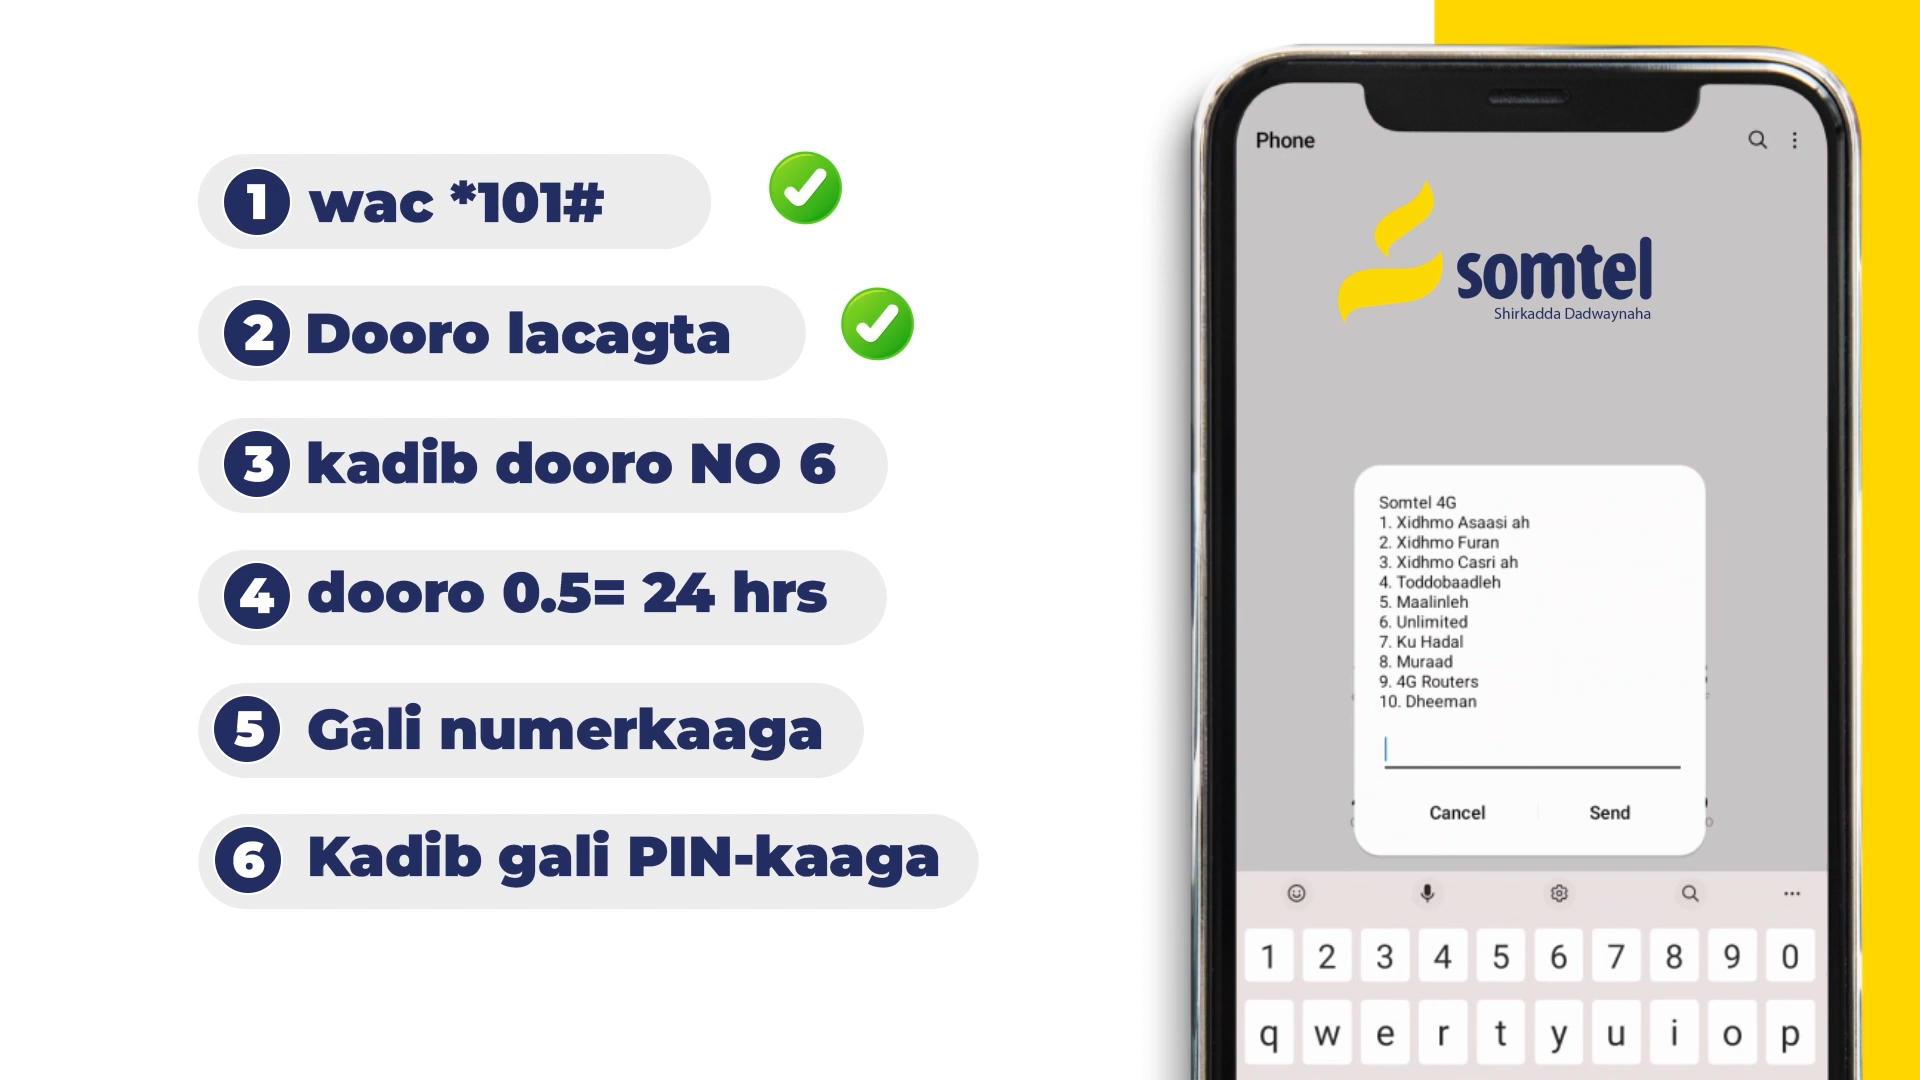 1 wac *101#
2 Dooro lacagta
3 kadib dooro NO 6
4 dooro 0.5= 24 hrs
5 Gali numerkaaga
6 Kadib gali PIN-kaaga
Phone
somtel
Shirkadda Dadwaynaha
Somtel 4G
1. Xidhmo Asaasi ah
2. Xidhmo Furan
3. Xidhmo Casri ah
4. Toddobaadleh
5. Maalinleh
6. Unlimited
7. Ku Hadal
8. Muraad
9. 4G Routers
10. Dheeman
Cancel Send
1 2 3 4 5 6 7 8 9 0
q w e r t y u i o p